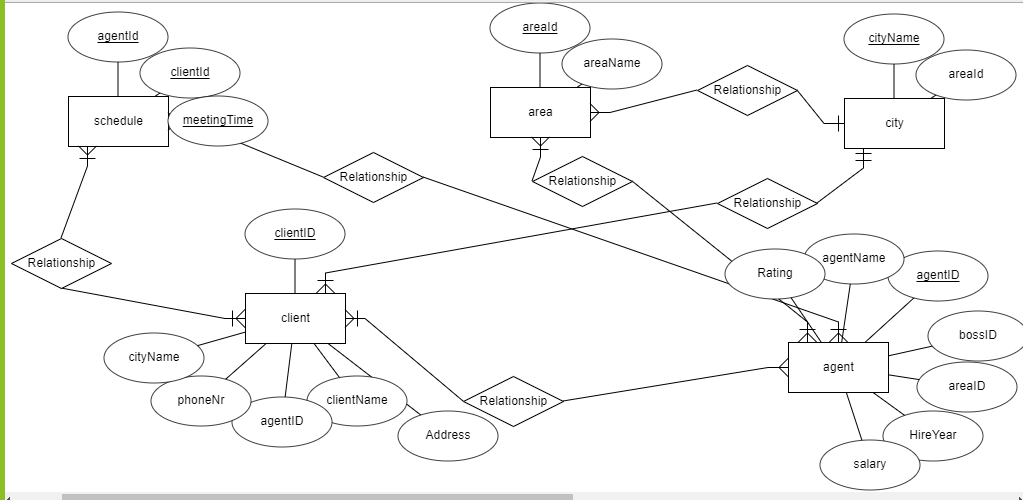 agentId
clientId
schedule
meetingTime
areaId
areaName
area
cityName
areaId
city
Relationship
Relationship
Relationship
Relationship
Relationship
clientID
client
cityName
phoneNr
agentID
clientName
Address
Relationship
Rating
agentName
agentID
bossID
agent
areaID
HireYear
salary